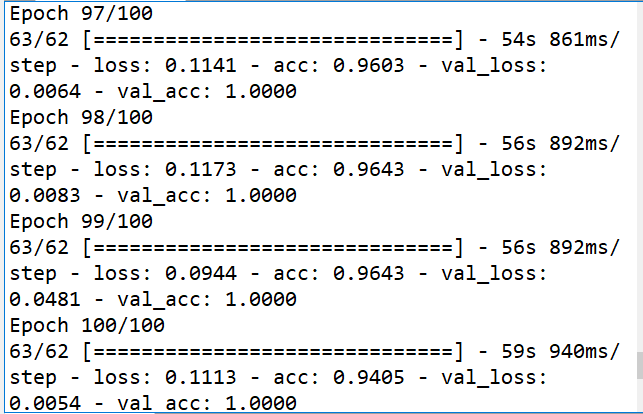 Epoch 97/100
63/62 [==============================] - 54s 861ms/
step - loss: 0.1141 - acc: 0.9603 - val_loss:
0.0064 - val_acc: 1.0000
Epoch 98/100
63/62 [==============================] - 56s 892ms/
step - loss: 0.1173 - acc: 0.9643 - val_loss:
0.0083 - val_acc: 1.0000
Epoch 99/100
63/62 [==============================] - 56s 892ms/
step - loss: 0.0944 - acc: 0.9643 - val_loss:
0.0481 - val_acc: 1.0000
Epoch 100/100
63/62 [==============================] - 59s 940ms/
step - loss: 0.1113 - acc: 0.9405 - val_loss:
0.0054 - val_acc: 1.0000